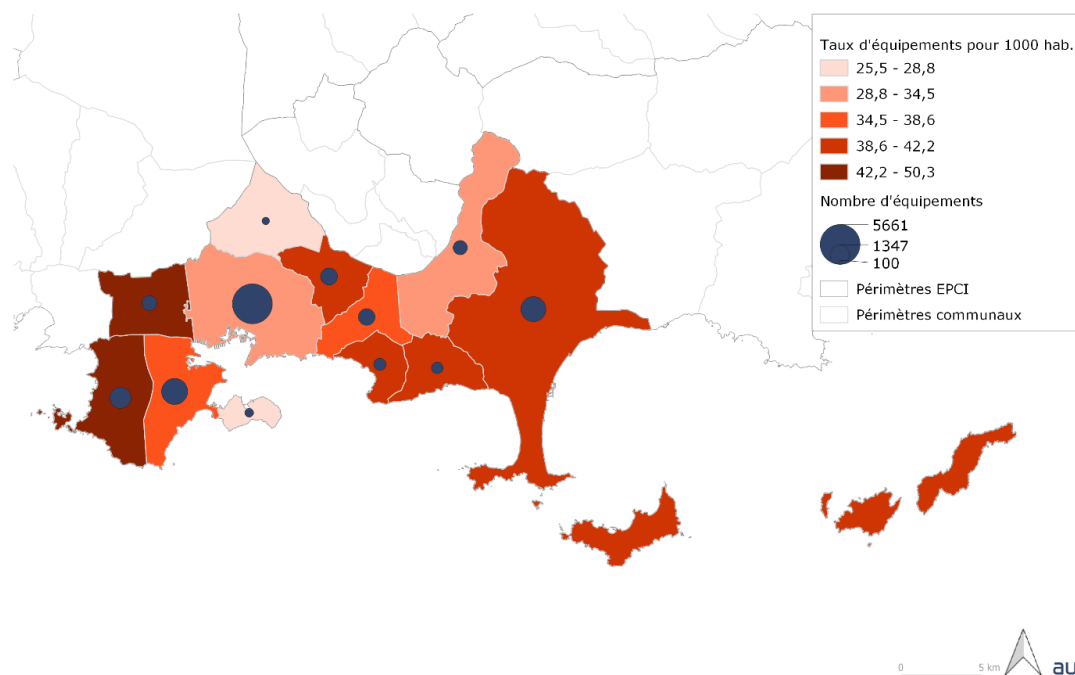 Taux d'équipements pour 1000 hab.
25,5 - 28,8
28,8 - 34,5
34,5 - 38,6
38,6 - 42,2
42,2 - 50,3
Nombre d'équipements
5661
1347
100
Périmètres EPCI
Périmètres communaux
0 5 km
au